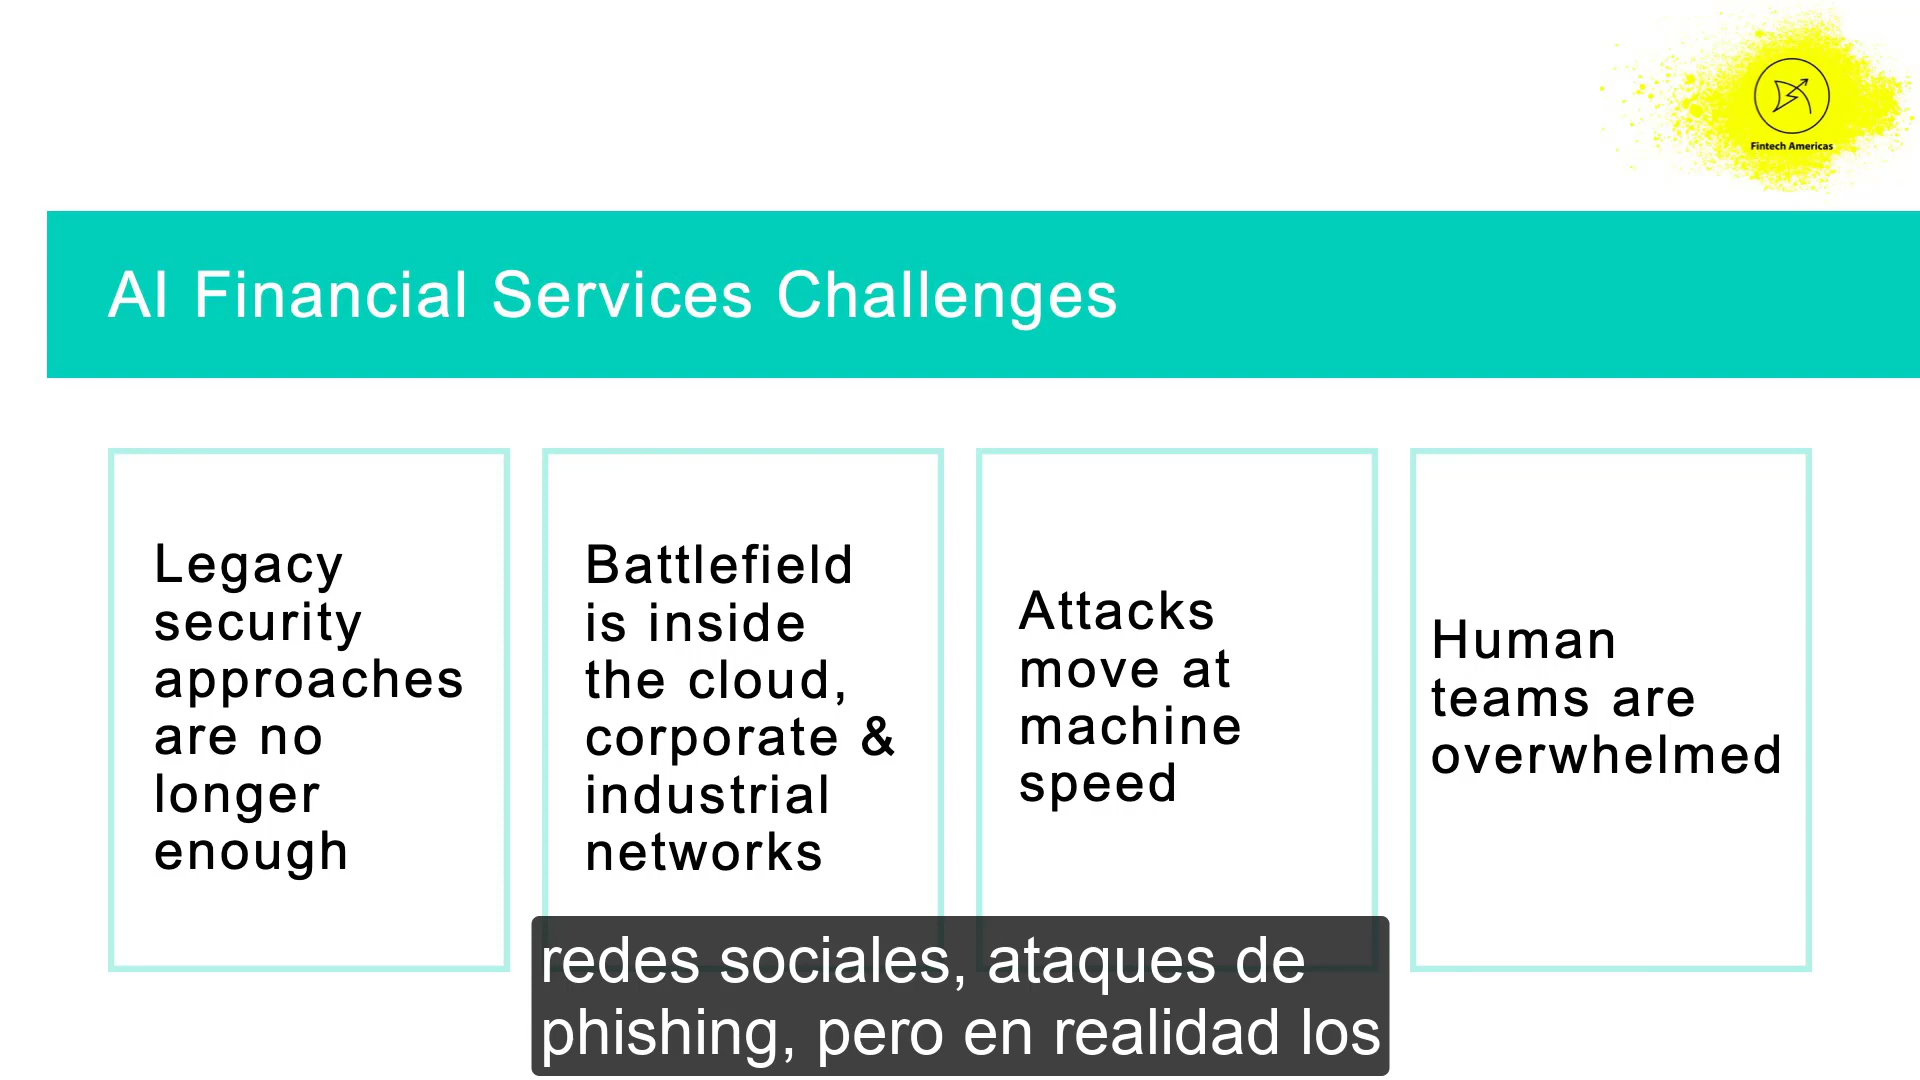 Fintech Americas
AI Financial Services Challenges
Legacy
security
approaches
are no
longer
enough
Battlefield
is inside
the cloud,
corporate &
industrial
networks
Attacks
move at
machine
speed
Human
teams are
overwhelmed
redes sociales, ataques de
phishing, pero en realidad los